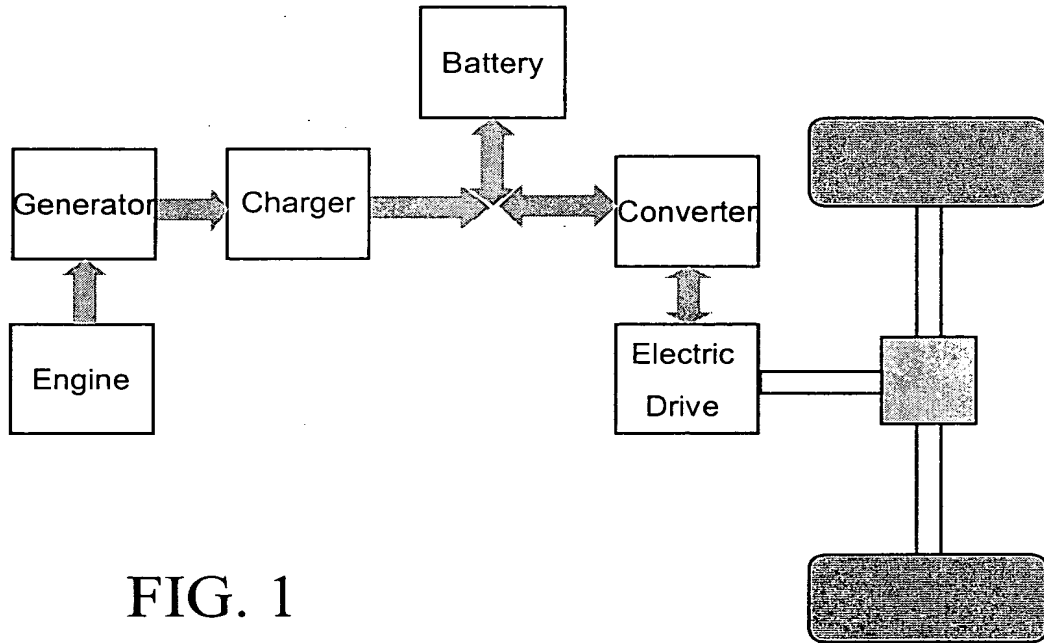 Battery
Generator
Charger
Converter
Engine
Electric
Drive
FIG. 1